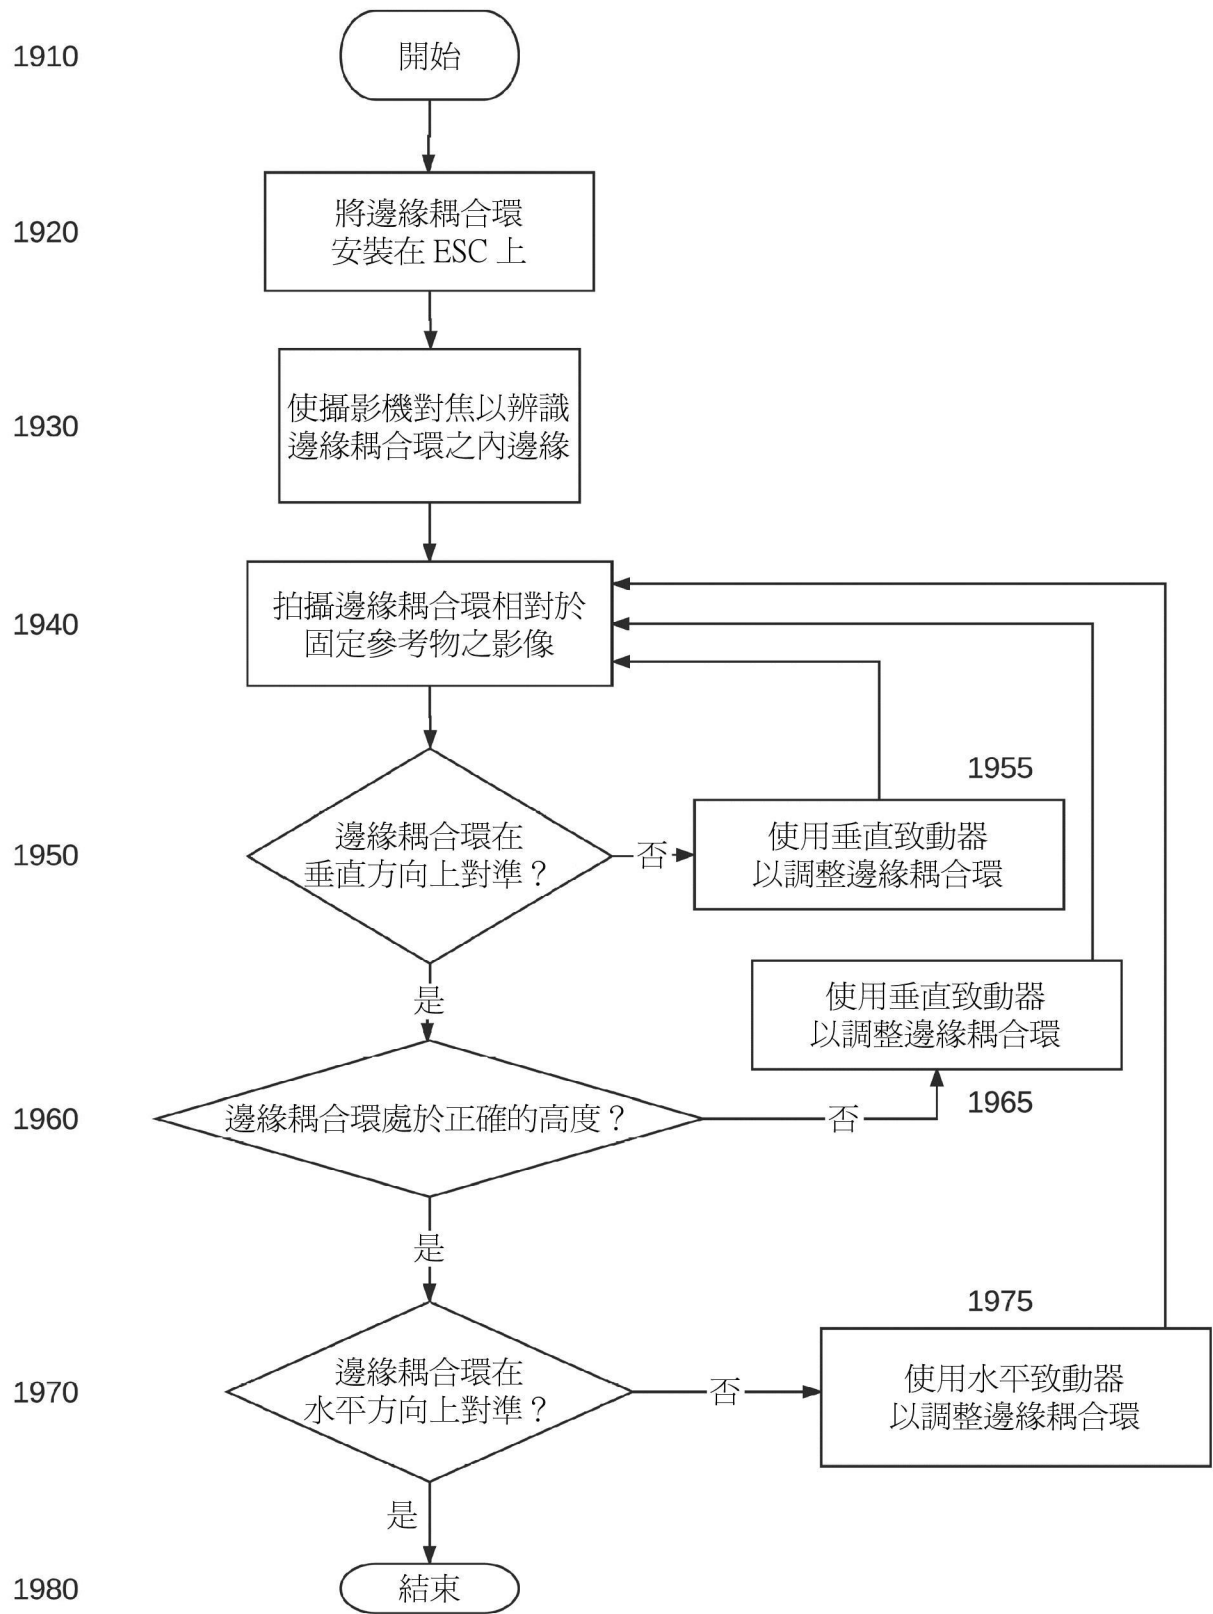 1910
開始
1920
將邊緣耦合環
安裝在 ESC 上
1930
使攝影機對焦以辨識
邊緣耦合環之內邊緣
1940
拍攝邊緣耦合環相對於
固定參考物之影像
1950
邊緣耦合環在
垂直方向上對準？
否
1955
使用垂直致動器
以調整邊緣耦合環
是
1960
邊緣耦合環處於正確的高度？
否
使用垂直致動器
以調整邊緣耦合環
1965
是
1970
邊緣耦合環在
水平方向上對準？
否
1975
使用水平致動器
以調整邊緣耦合環
是
1980
結束